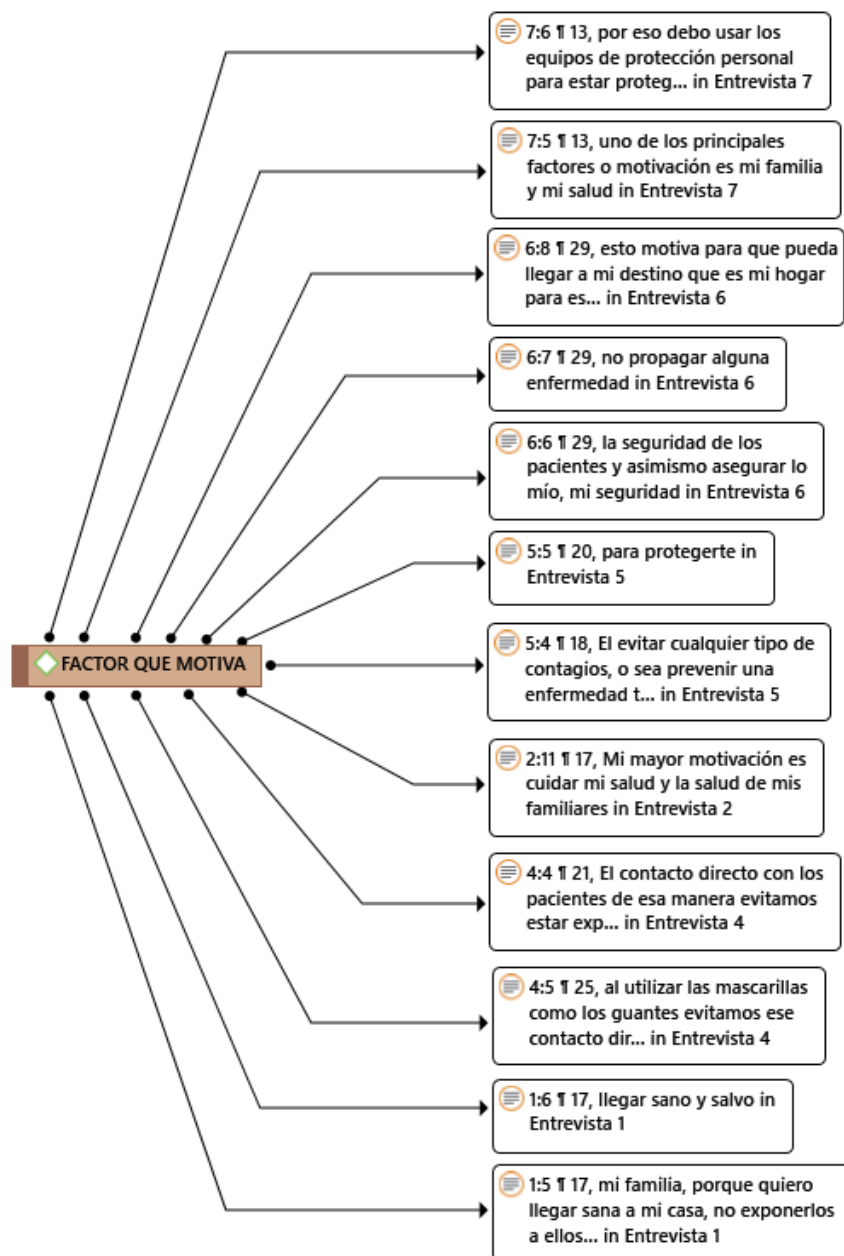 7:6 ¶ 13, por eso debo usar los
equipos de protección personal
para estar proteg... in Entrevista 7
7:5 ¶ 13, uno de los principales
factores o motivación es mi familia
y mi salud in Entrevista 7
6:8 ¶ 29, esto motiva para que pueda
llegar a mi destino que es mi hogar
para es... in Entrevista 6
6:7 ¶ 29, no propagar alguna
enfermedad in Entrevista 6
6:6 ¶ 29, la seguridad de los
pacientes y asimismo asegurar lo
mío, mi seguridad in Entrevista 6
5:5 ¶ 20, para protegerte in
Entrevista 5
FACTOR QUE MOTIVA
5:4 ¶ 18, El evitar cualquier tipo de
contagios, o sea prevenir una
enfermedad t... in Entrevista 5
2:11 ¶ 17, Mi mayor motivación es
cuidar mi salud y la salud de mis
familiares in Entrevista 2
4:4 ¶ 21, El contacto directo con los
pacientes de esa manera evitamos
estar exp... in Entrevista 4
4:5 ¶ 25, al utilizar las mascarillas
como los guantes evitamos ese
contacto dir... in Entrevista 4
1:6 ¶ 17, llegar sano y salvo in
Entrevista 1
1:5 ¶ 17, mi familia, porque quiero
llegar sana a mi casa, no exponerlos
a ellos... in Entrevista 1